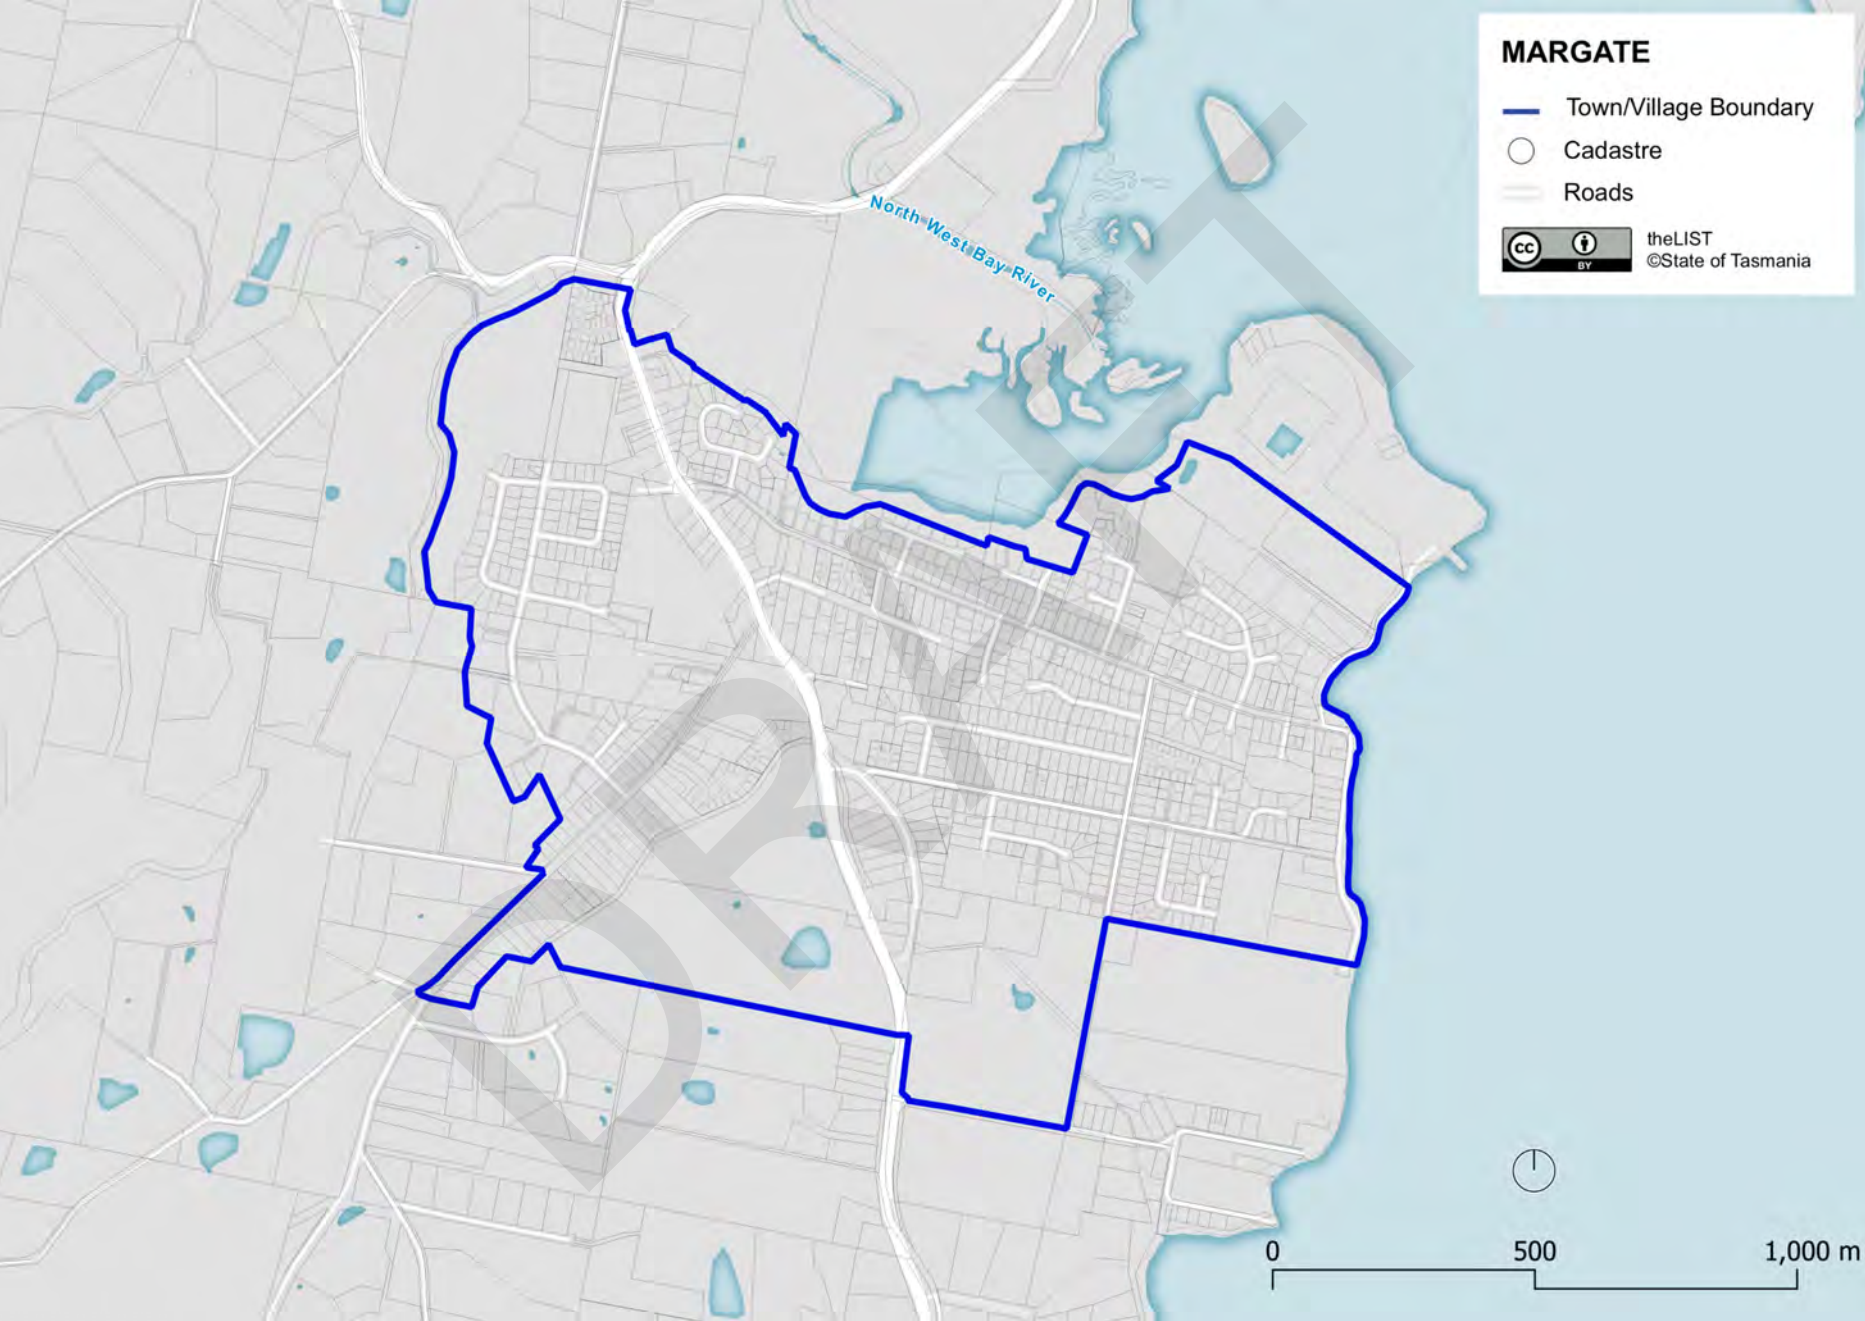 MARGATE
Town/Village Boundary
Cadastre
Roads
cc
BY
theLIST
©State of Tasmania
North West Bay River
DRAFT
0 500 1,000 m